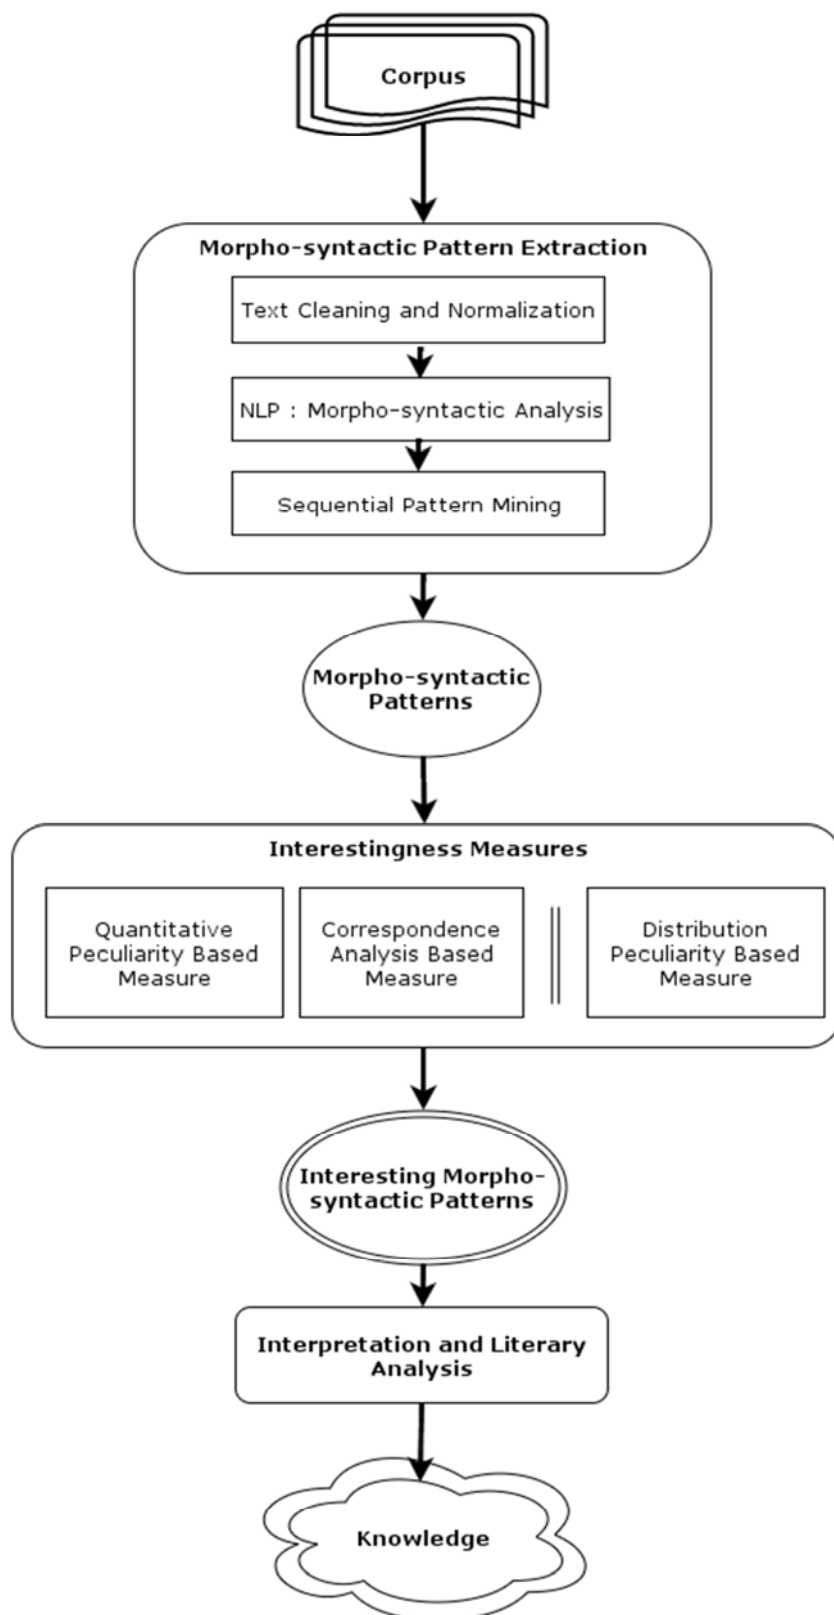 Corpus
Morpho-syntactic Pattern Extraction
Text Cleaning and Normalization
NLP : Morpho-syntactic Analysis
Sequential Pattern Mining
Morpho-syntactic
Patterns
Interestingness Measures
Quantitative
Peculiarity Based
Measure
Correspondence
Analysis Based
Measure
Distribution
Peculiarity Based
Measure
Interesting Morpho-
syntactic Patterns
Interpretation and Literary
Analysis
Knowledge